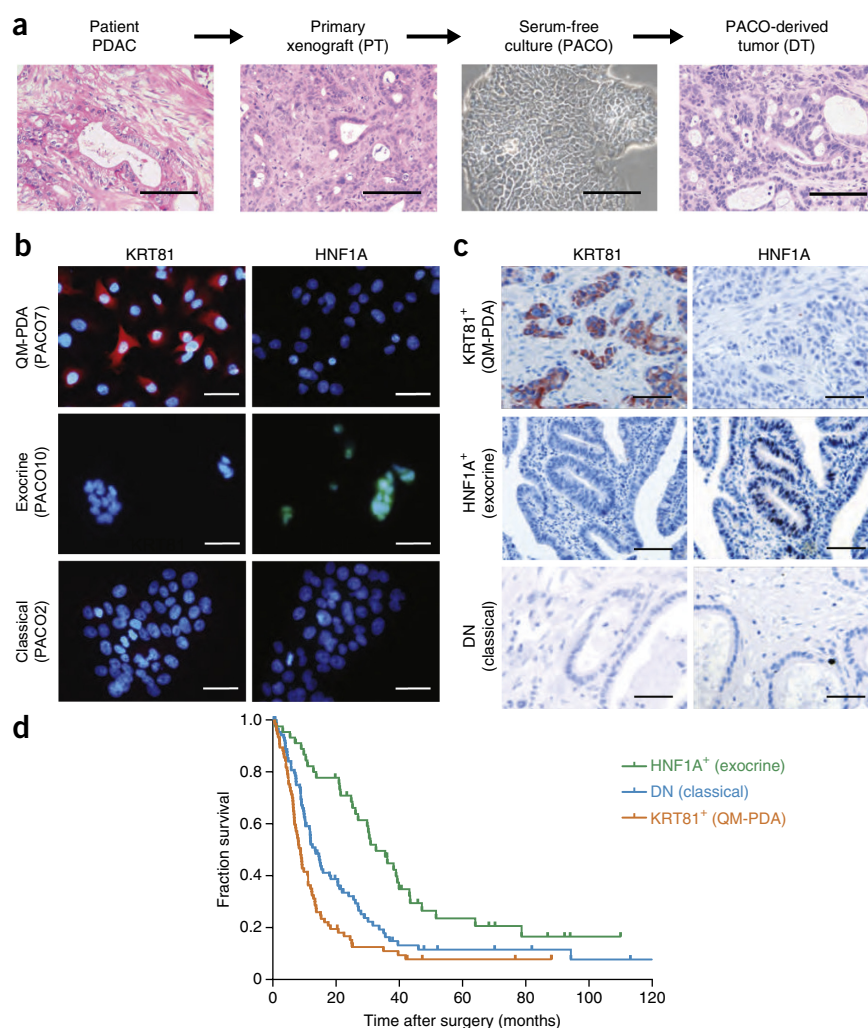 a
Patient
PDAC
Primary
xenograft (PT)
Serum-free
culture (PACO)
PACO-derived
tumor (DT)
b
KRT81
HNF1A
QM-PDA
(PACO7)
Exocrine
(PACO10)
Classical
(PACO2)
c
KRT81
HNF1A
KRT81+
(QM-PDA)
HNF1A+
(exocrine)
DN
(classical)
d
Fraction survival
1.0
0.8
0.6
0.4
0.2
0
0 20 40 60 80 100 120
Time after surgery (months)
HNF1A+ (exocrine)
DN (classical)
KRT81+ (QM-PDA)